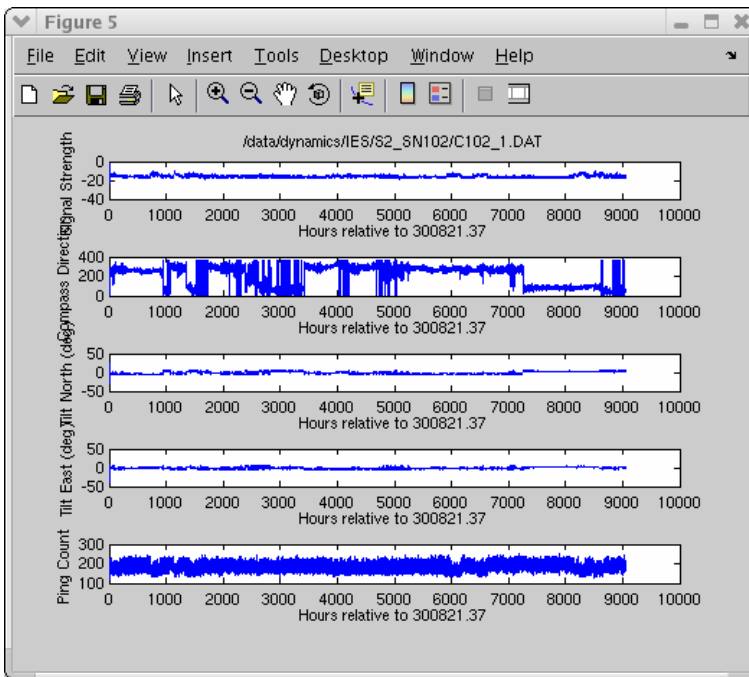 Figure 5
File Edit View Insert Tools Desktop Window Help
/data/dynamics/IES/S2_SN102/C102_1.DAT
Signal Strength
0
-20
-40
0 1000 2000 3000 4000 5000 6000 7000 8000 9000 10000
Hours relative to 300821.37
Compass Direction
400
200
0
0 1000 2000 3000 4000 5000 6000 7000 8000 9000 10000
Hours relative to 300821.37
Tilt North (deg)
50
0
-50
0 1000 2000 3000 4000 5000 6000 7000 8000 9000 10000
Hours relative to 300821.37
Tilt East (deg)
50
0
-50
0 1000 2000 3000 4000 5000 6000 7000 8000 9000 10000
Hours relative to 300821.37
Ping Count
300
200
100
0 1000 2000 3000 4000 5000 6000 7000 8000 9000 10000
Hours relative to 300821.37